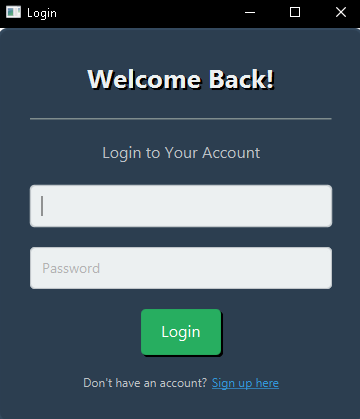 Login
Welcome Back!
Login to Your Account
Password
Login
Don't have an account? Sign up here